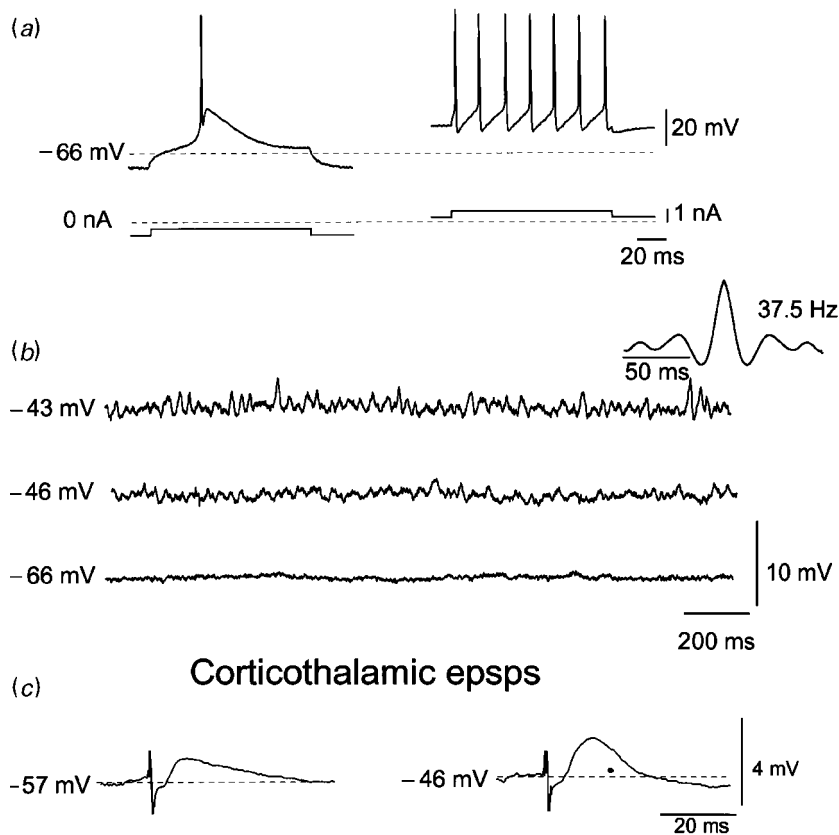 (a)
20 mV
−66 mV
0 nA
1 nA
20 ms
37.5 Hz
50 ms
(b)
−43 mV
−46 mV
−66 mV
10 mV
200 ms
Corticothalamic epsps
(c)
−57 mV
−46 mV
4 mV
20 ms